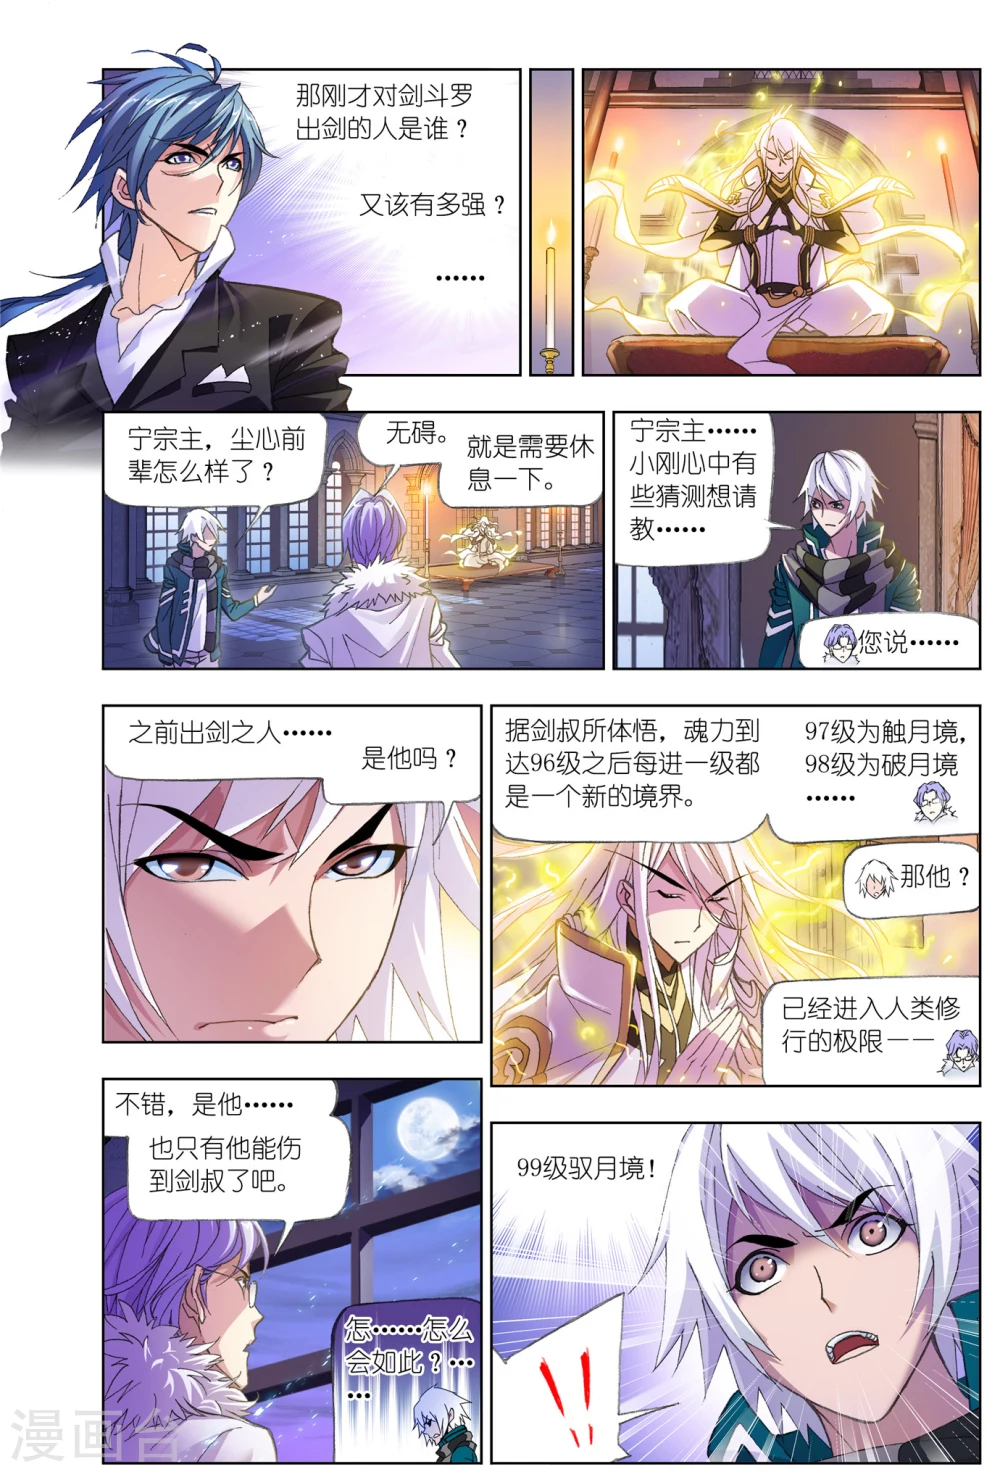 那刚才对剑斗罗
出剑的人是谁？
又该有多强？
……
宁宗主，尘心前
辈怎么样了？
无碍。
就是需要休
息一下。
宁宗主……
小刚心中有
些猜测想请
教……
您说……
之前出剑之人……
是他吗？
据剑叔所体悟，魂力到
达96级之后每进一级都
是一个新的境界。
97级为触月境，
98级为破月境
……
那他？
已经进入人类修
行的极限——
不错，是他……
也只有他能伤
到剑叔了吧。
怎……怎么
会如此？…
…
99级驭月境！
!!
漫画台